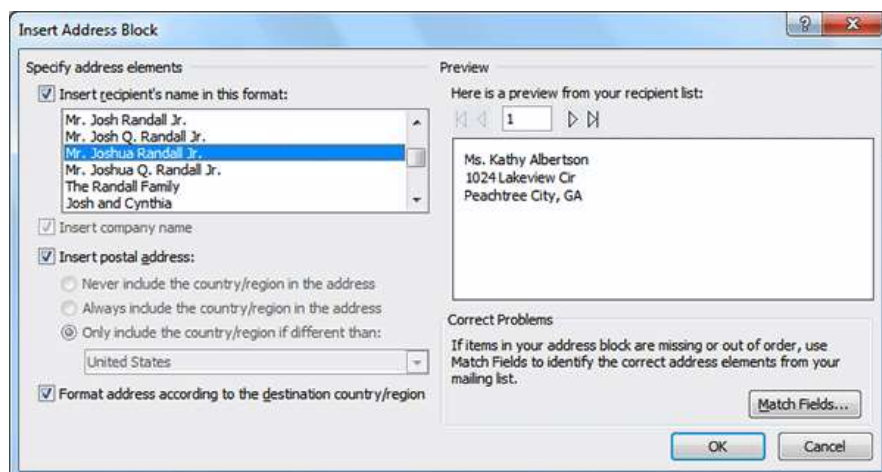 Insert Address Block
Specify address elements
Insert recipient's name in this format:
Mr. Josh Randall Jr.
Mr. Josh Q. Randall Jr.
Mr. Joshua Randall Jr.
Mr. Joshua Q. Randall Jr.
The Randall Family
Josh and Cynthia
Insert company name
Insert postal address:
Never include the country/region in the address
Always include the country/region in the address
Only include the country/region if different than:
United States
Format address according to the destination country/region
Preview
Here is a preview from your recipient list:
1
Ms. Kathy Albertson
1024 Lakeview Cir
Peachtree City, GA
Correct Problems
If items in your address block are missing or out of order, use
Match Fields to identify the correct address elements from your
mailing list.
Match Fields...
OK
Cancel